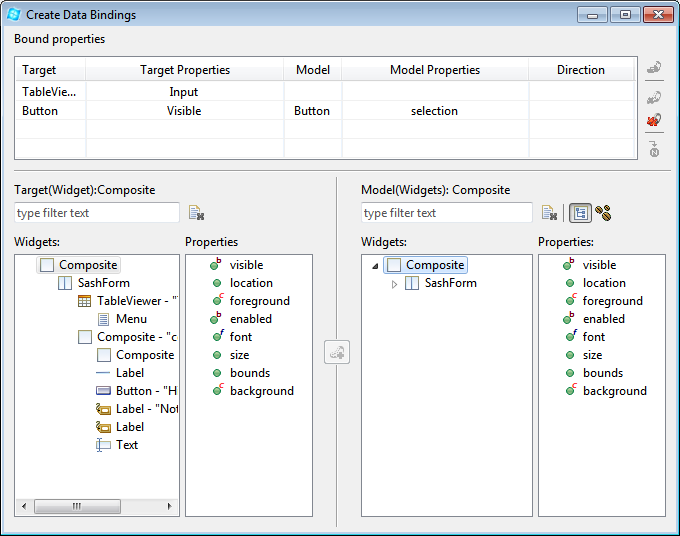 Create Data Bindings
Bound properties
Target Target Properties Model Model Properties Direction
TableVie... Input
Button Visible Button selection
Target(Widget):Composite
type filter text
Widgets:
Composite
SashForm
TableViewer - "
Menu
Composite - "c
Composite
Label
Button - "H
Label - "Not
Label
Text
Properties
b visible
location
c foreground
b enabled
f font
size
bounds
c background
Model(Widgets): Composite
type filter text
Widgets:
Composite
SashForm
Properties:
b visible
location
c foreground
b enabled
f font
size
bounds
c background